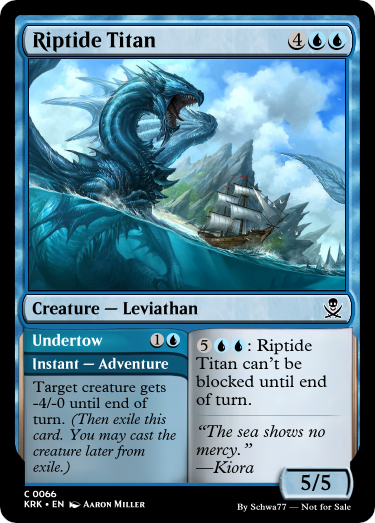 Riptide Titan 4
Creature — Leviathan
Undertow 1
Instant — Adventure
Target creature gets
-4/-0 until end of
turn. (Then exile this
card. You may cast the
creature later from
exile.)
5 : Riptide
Titan can't be
blocked until end
of turn.
"The sea shows no
mercy."
—Kiora
5/5
C 0066
KRK • EN Aaron Miller
By Schwa77 — Not for Sale